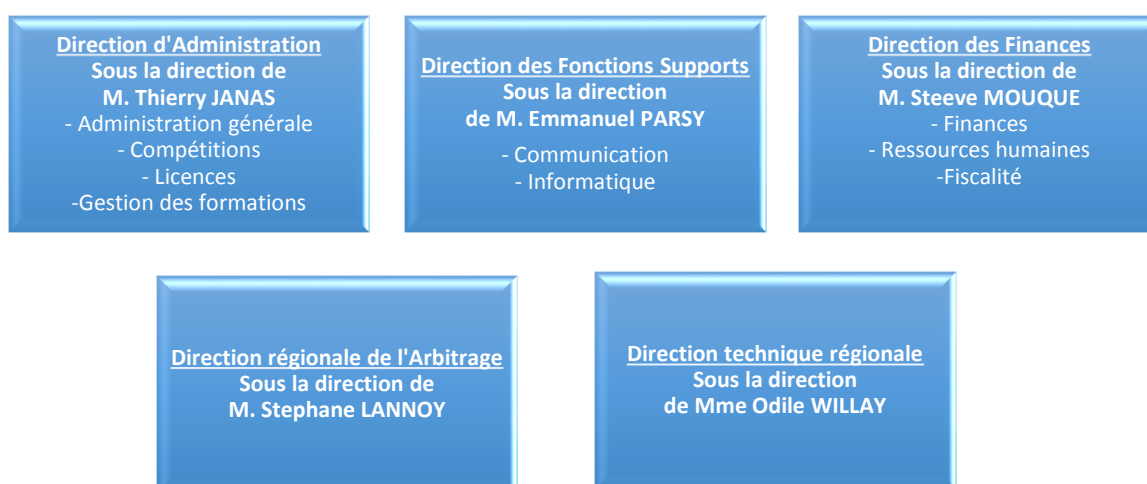 Direction d'Administration
Sous la direction de
M. Thierry JANAS
- Administration générale
- Compétitions
- Licences
-Gestion des formations
Direction des Fonctions Supports
Sous la direction
de M. Emmanuel PARSY
- Communication
- Informatique
Direction des Finances
Sous la direction de
M. Steeve MOUQUE
- Finances
- Ressources humaines
-Fiscalité
Direction régionale de l'Arbitrage
Sous la direction de
M. Stephane LANNOY
Direction technique régionale
Sous la direction
de Mme Odile WILLAY